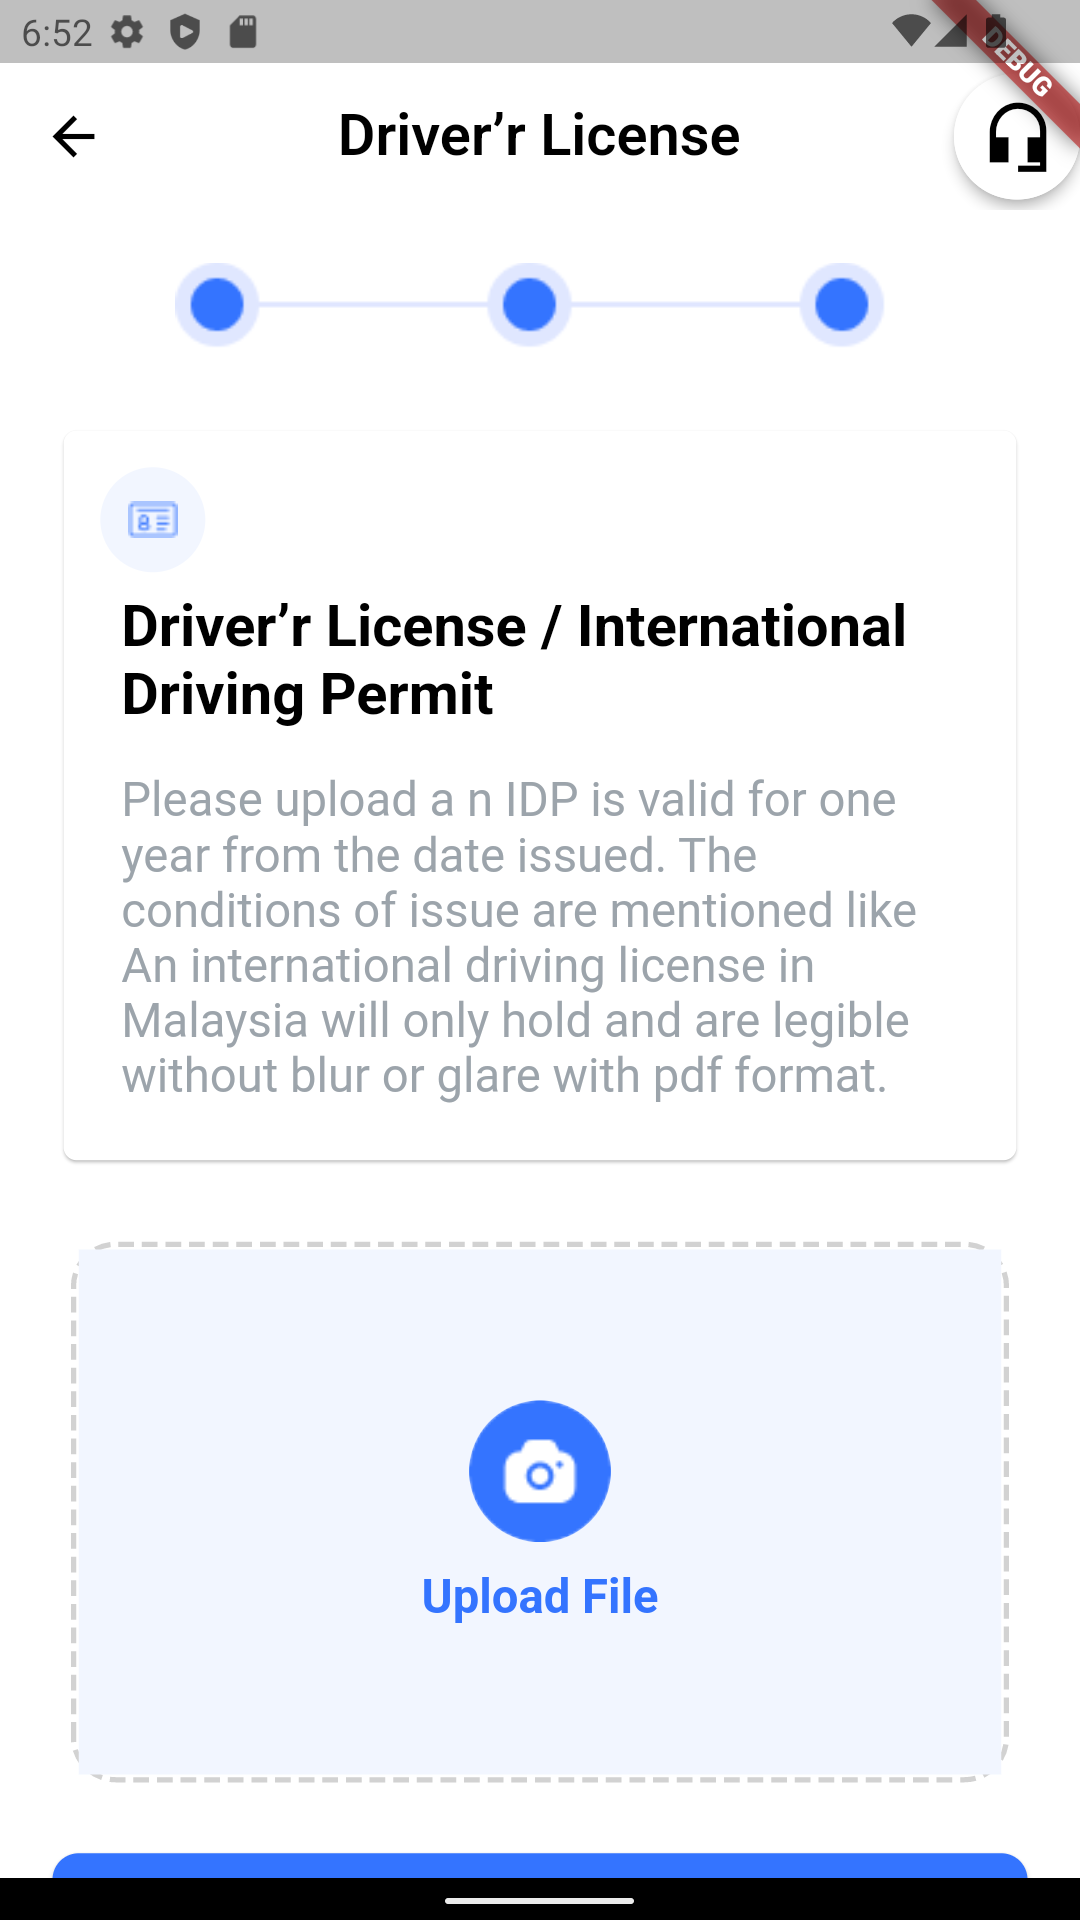 6:52
DEBUG
Driver’r License
Driver’r License / International
Driving Permit
Please upload a n IDP is valid for one
year from the date issued. The
conditions of issue are mentioned like
An international driving license in
Malaysia will only hold and are legible
without blur or glare with pdf format.
Upload File